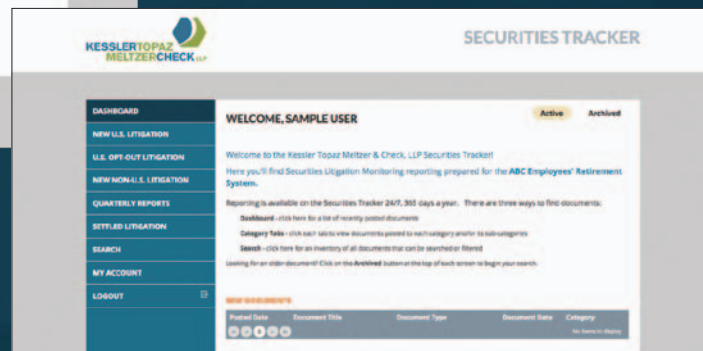 KESSLERTOPAZ
MELTZERCHECK LLP
SECURITIES TRACKER
DASHBOARD
NEW U.S. LITIGATION
U.S. OPT-OUT LITIGATION
NEW NON-U.S. LITIGATION
QUARTERLY REPORTS
SETTLED LITIGATION
SEARCH
MY ACCOUNT
LOGOUT
WELCOME, SAMPLE USER
Active Archived
Welcome to the Kessler Topaz Meltzer & Check, LLP Securities Tracker!
Here you'll find Securities Litigation Monitoring reporting prepared for the ABC Employees' Retirement
System.
Reporting is available on the Securities Tracker 24/7, 365 days a year. There are three ways to find documents:
Dashboard - click here for a list of recently posted documents
Category Tabs - click each tab to view documents posted to each category and/or its sub-categories
Search - click here for an inventory of all documents that can be searched or filtered
Looking for an older document? Click on the Archived button at the top of each screen to begin your search.
NEW DOCUMENTS
Posted Date Document Title Document Type Document Date Category
No items to display